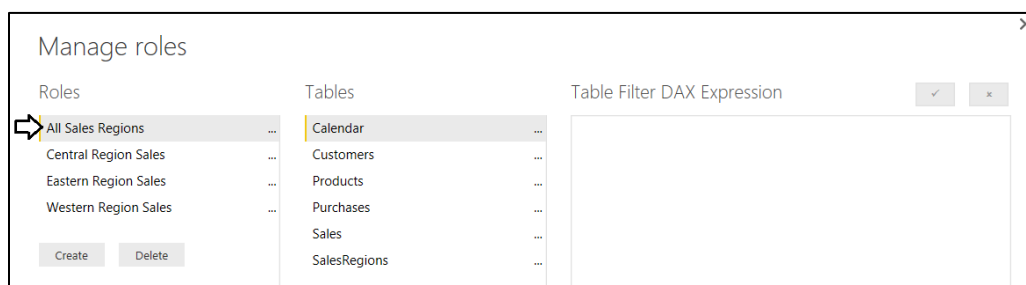 Manage roles
Roles
Tables
Table Filter DAX Expression
All Sales Regions ...
Central Region Sales ...
Eastern Region Sales ...
Western Region Sales ...
Create
Delete
Calendar ...
Customers ...
Products ...
Purchases ...
Sales ...
SalesRegions ...